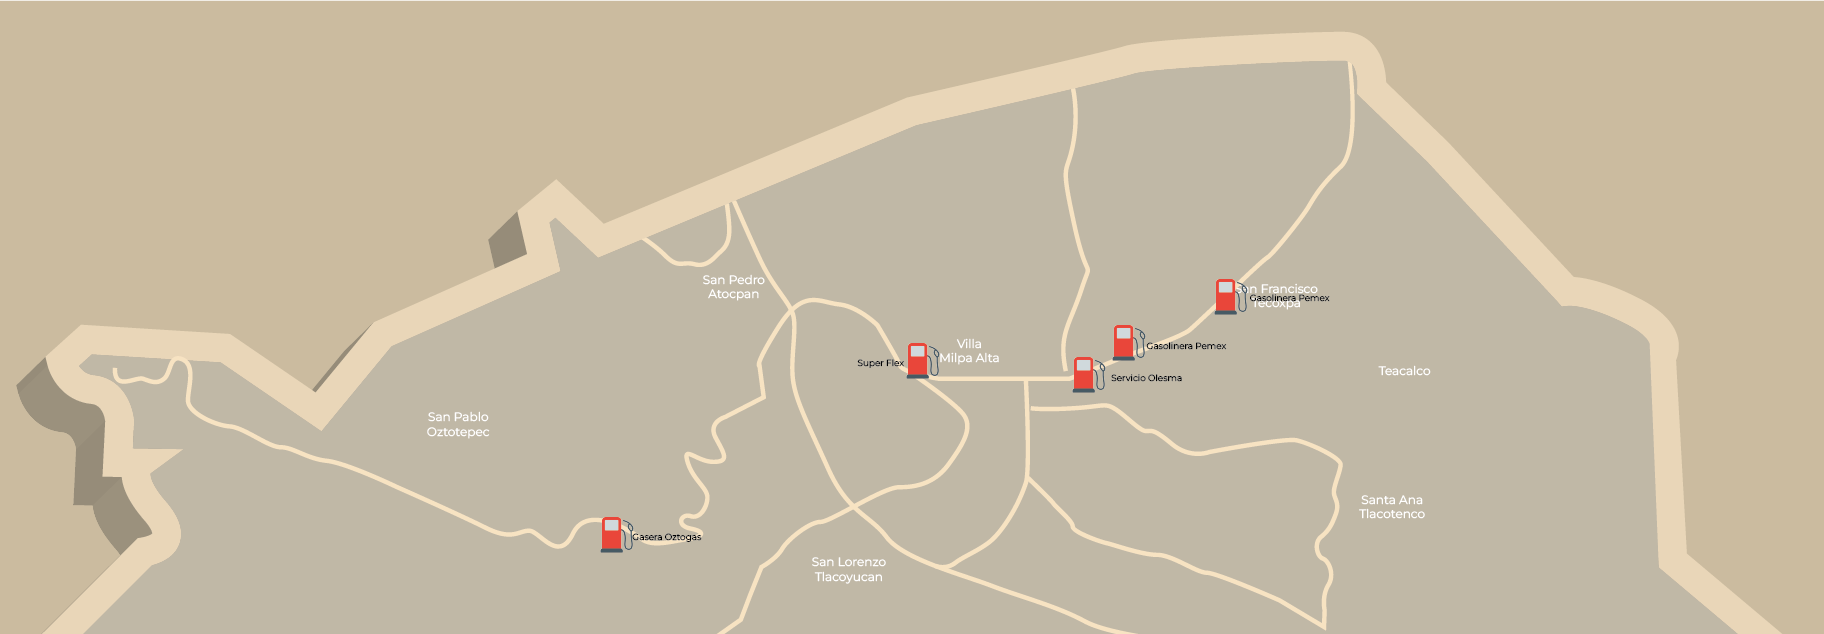 San Pedro
Atocpan
San Francisco
Tecoxpa
Gasolinera Pemex
Gasolinera Pemex
Villa
Milpa Alta
Super Flex
Servicio Olesma
Teacalco
San Pablo
Oztotepec
Santa Ana
Tlacotenco
Gasera Oztogas
San Lorenzo
Tlacoyucan